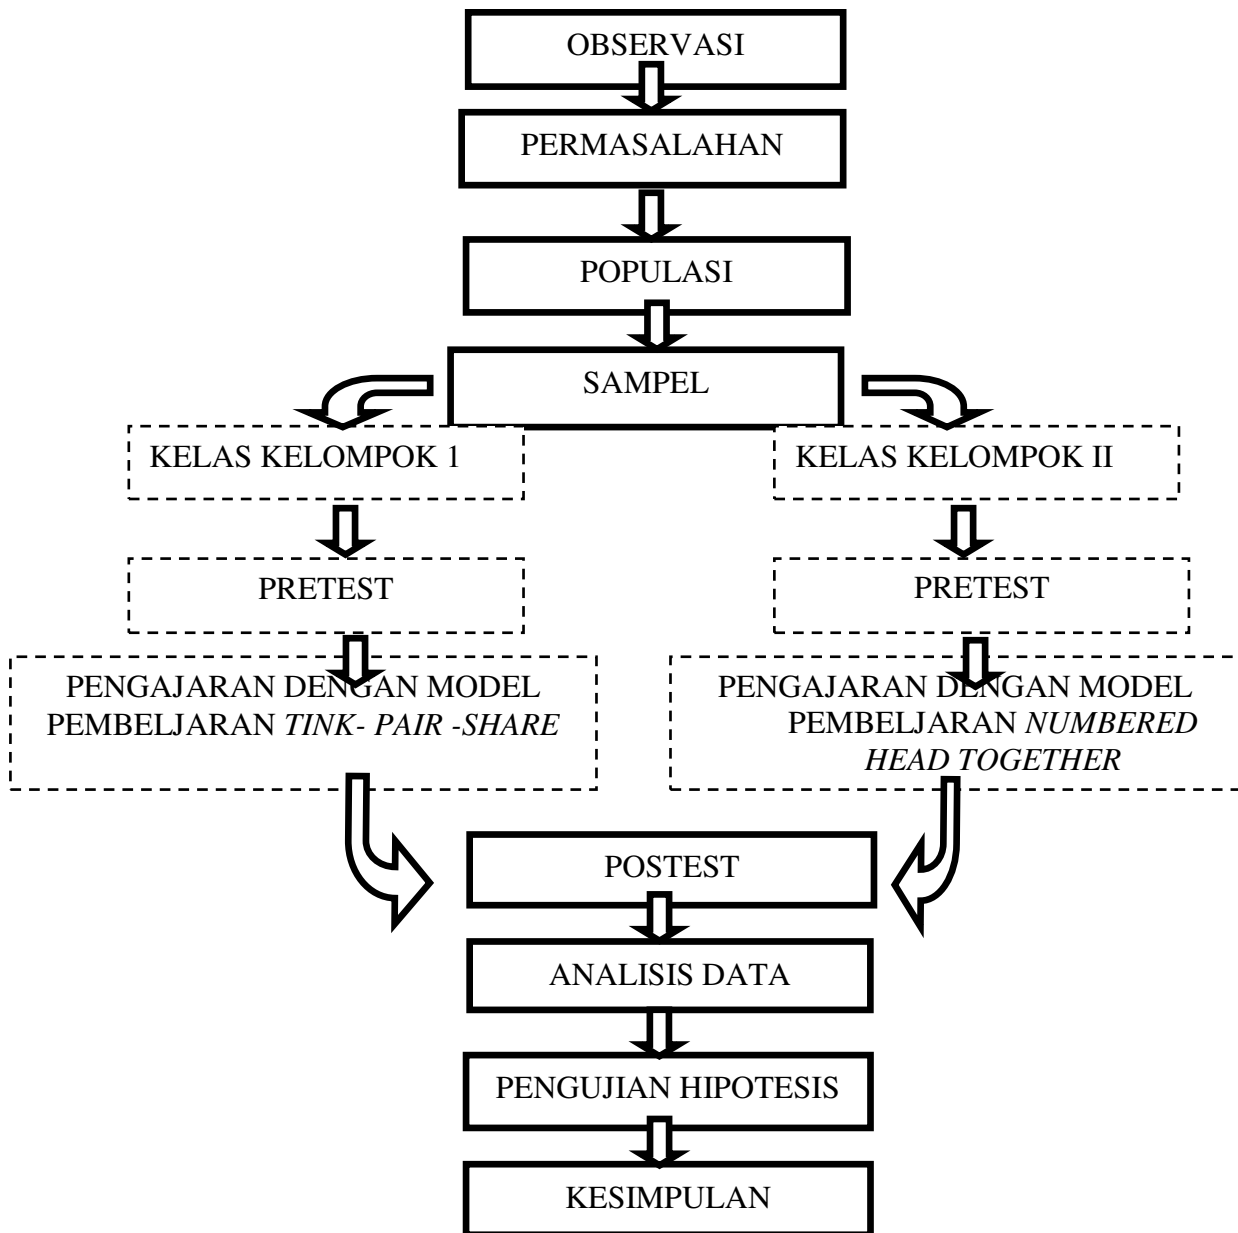 OBSERVASI
PERMASALAHAN
POPULASI
SAMPEL
KELAS KELOMPOK 1
KELAS KELOMPOK II
PRETEST
PRETEST
PENGAJARAN DENGAN MODEL
PEMBELJARAN TINK- PAIR -SHARE
PENGAJARAN DENGAN MODEL
PEMBELJARAN NUMBERED
HEAD TOGETHER
POSTEST
ANALISIS DATA
PENGUJIAN HIPOTESIS
KESIMPULAN